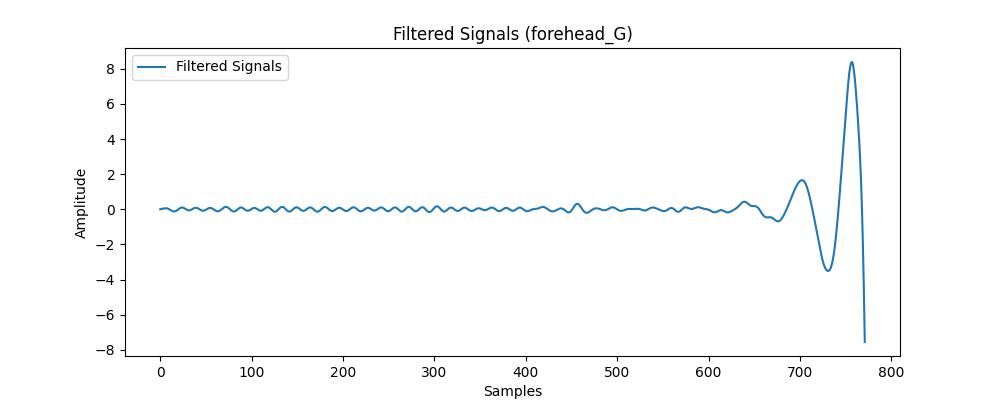 Filtered Signals (forehead_G)
Filtered Signals
8
6
4
2
0
−2
−4
−6
−8
Amplitude
0 100 200 300 400 500 600 700 800
Samples